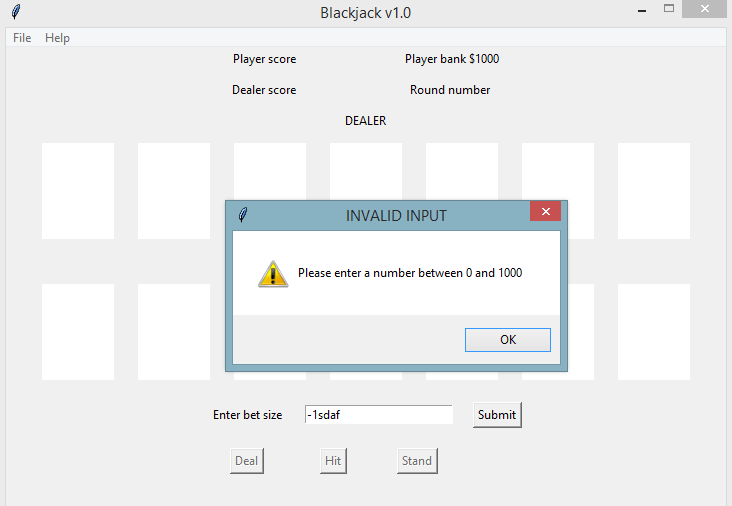 Blackjack v1.0
File Help
Player score Player bank $1000
Dealer score Round number
DEALER
INVALID INPUT
Please enter a number between 0 and 1000
OK
Enter bet size -1sdaf Submit
Deal Hit Stand